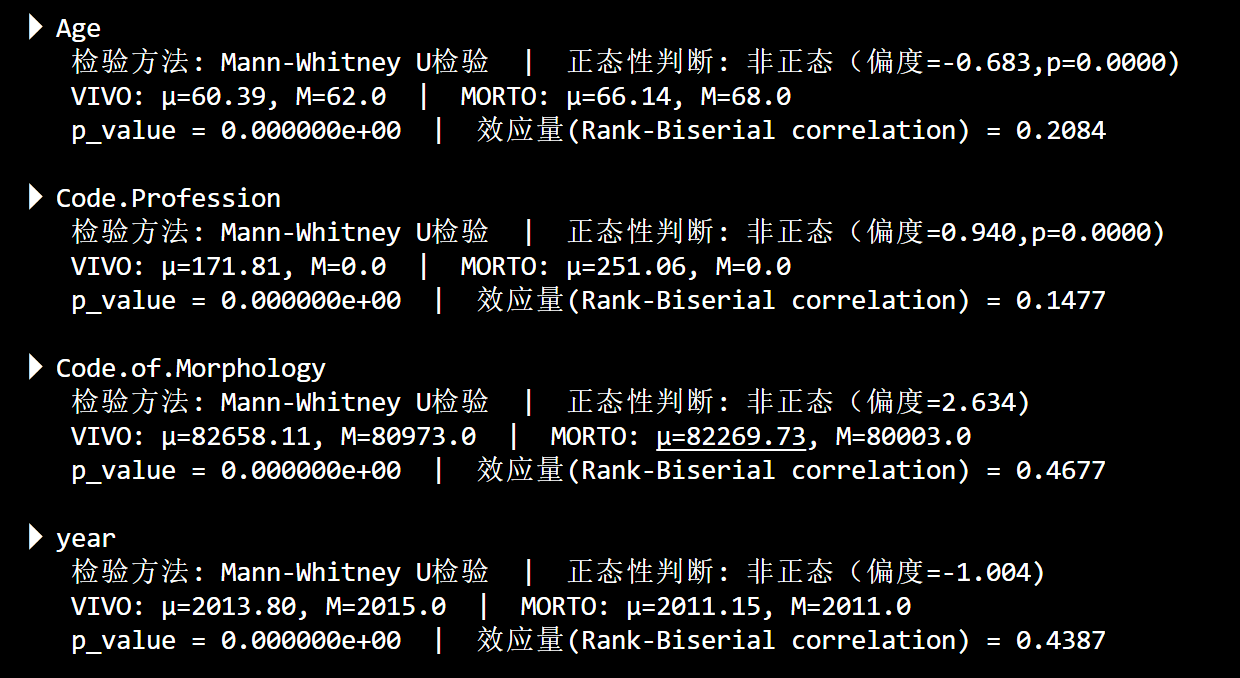 Age
检验方法: Mann-Whitney U检验 | 正态性判断: 非正态（偏度=-0.683,p=0.0000)
VIVO: μ=60.39, M=62.0 | MORTO: μ=66.14, M=68.0
p_value = 0.000000e+00 | 效应量(Rank-Biserial correlation) = 0.2084
Code.Profession
检验方法: Mann-Whitney U检验 | 正态性判断: 非正态（偏度=0.940,p=0.0000)
VIVO: μ=171.81, M=0.0 | MORTO: μ=251.06, M=0.0
p_value = 0.000000e+00 | 效应量(Rank-Biserial correlation) = 0.1477
Code.of.Morphology
检验方法: Mann-Whitney U检验 | 正态性判断: 非正态（偏度=2.634)
VIVO: μ=82658.11, M=80973.0 | MORTO: μ=82269.73, M=80003.0
p_value = 0.000000e+00 | 效应量(Rank-Biserial correlation) = 0.4677
year
检验方法: Mann-Whitney U检验 | 正态性判断: 非正态（偏度=-1.004)
VIVO: μ=2013.80, M=2015.0 | MORTO: μ=2011.15, M=2011.0
p_value = 0.000000e+00 | 效应量(Rank-Biserial correlation) = 0.4387